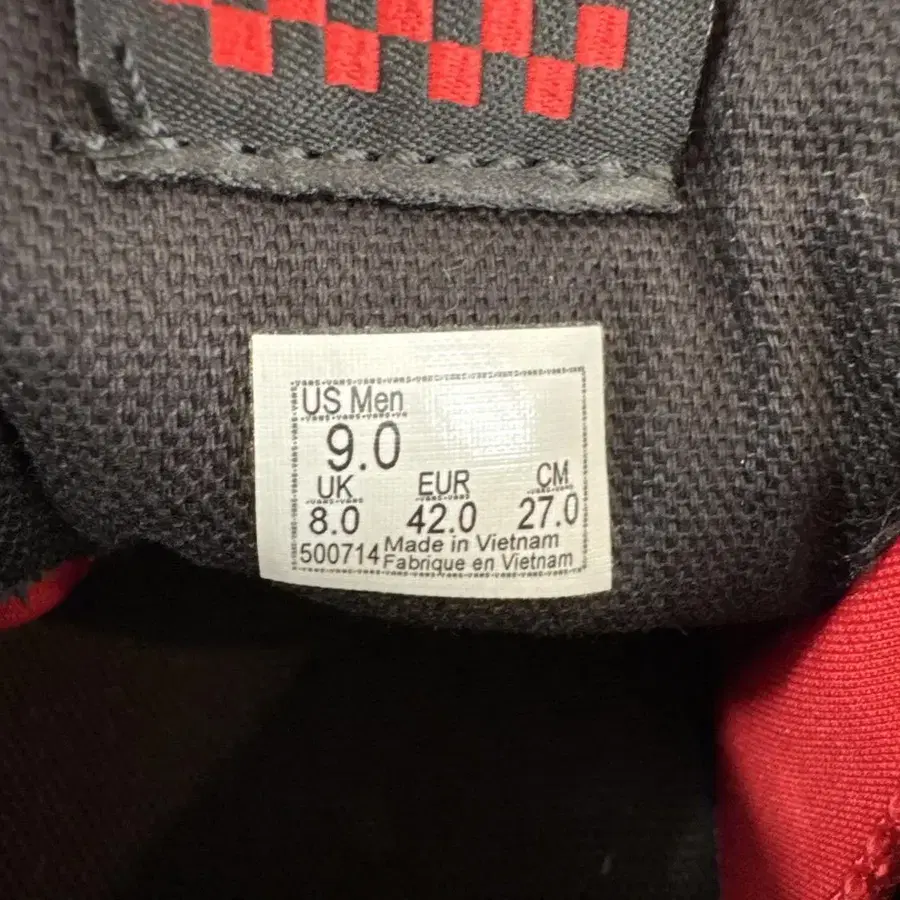 US Men
9.0
UK EUR CM
8.0 42.0 27.0
500714 Made in Vietnam
Fabrique en Vietnam